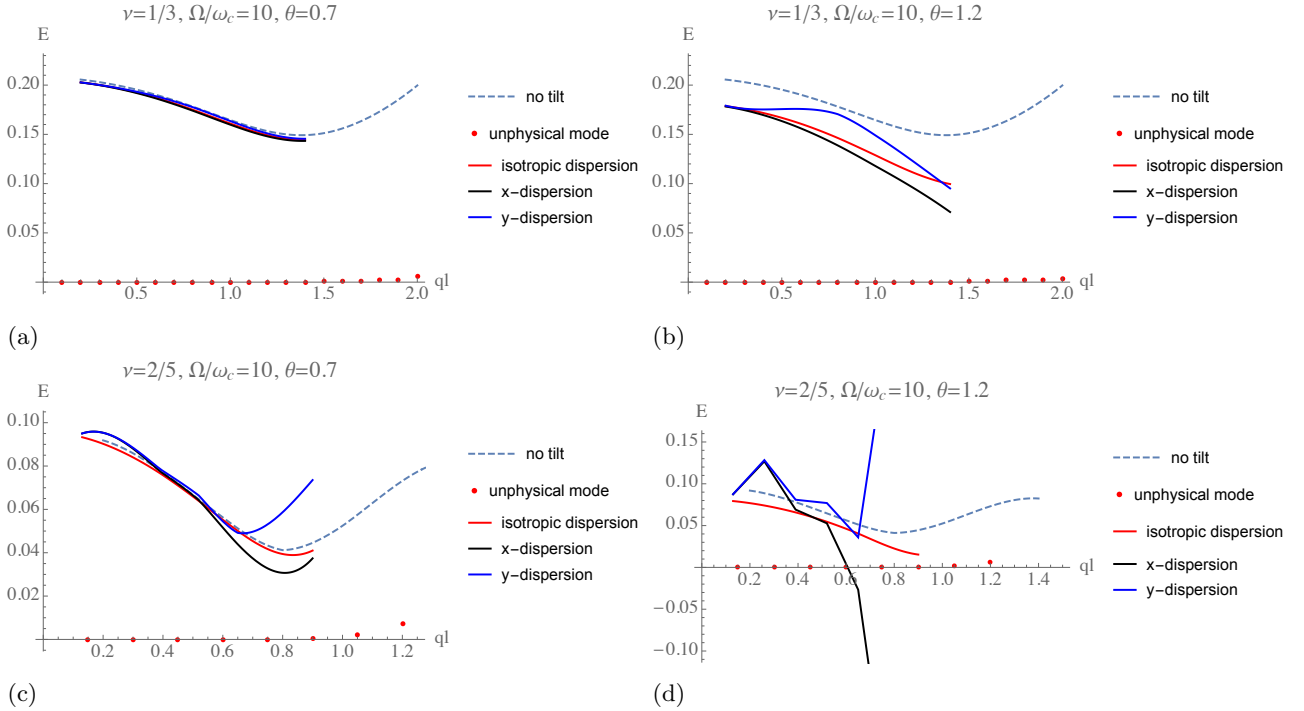 ν=1/3, Ω/ω_c=10, θ=0.7
E
0.20
0.15
0.10
0.05
0.5 1.0 1.5 2.0
ql
no tilt
unphysical mode
isotropic dispersion
x-dispersion
y-dispersion
(a)
ν=1/3, Ω/ω_c=10, θ=1.2
E
0.20
0.15
0.10
0.05
0.5 1.0 1.5 2.0
ql
no tilt
unphysical mode
isotropic dispersion
x-dispersion
y-dispersion
(b)
ν=2/5, Ω/ω_c=10, θ=0.7
E
0.10
0.08
0.06
0.04
0.02
0.2 0.4 0.6 0.8 1.0 1.2
ql
no tilt
unphysical mode
isotropic dispersion
x-dispersion
y-dispersion
(c)
ν=2/5, Ω/ω_c=10, θ=1.2
E
0.15
0.10
0.05
0.2 0.4 0.6 0.8 1.0 1.2 1.4
ql
-0.05
-0.10
no tilt
unphysical mode
isotropic dispersion
x-dispersion
y-dispersion
(d)